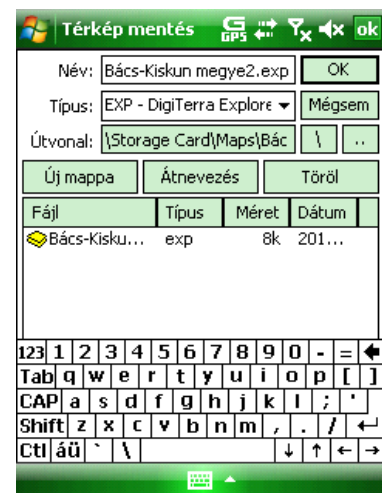 Térkép mentés GPS ok
Név: Bács-Kiskun megye2.exp OK
Típus: EXP - DigiTerra Explore Mégsem
Útvonal: \Storage Card\Maps\Bác \ ..
Új mappa Átnevezés Töröl
Fájl Típus Méret Dátum
Bács-Kisku... exp 8k 201...
123 1 2 3 4 5 6 7 8 9 0 - =
Tab q w e r t y u i o p [ ]
CAP a s d f g h j k l ; '
Shift z x c v b n m , . /
Ctl áü ` \ ↓ ↑ ← →